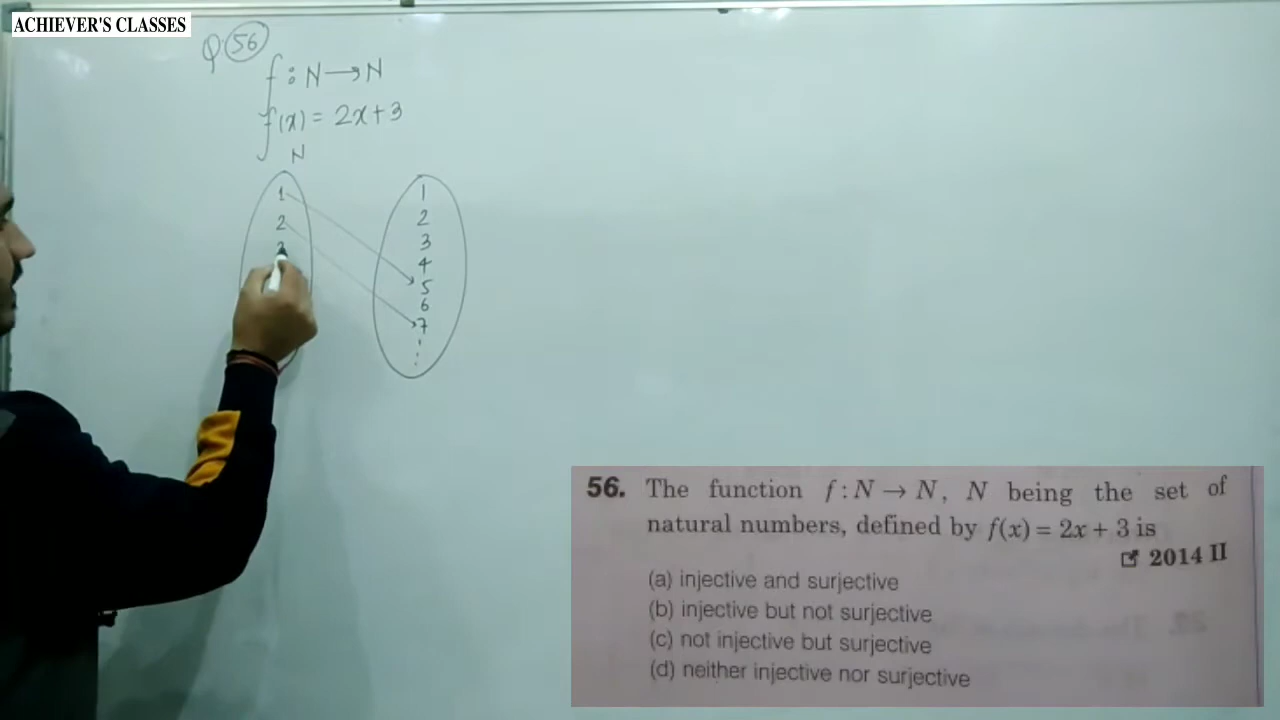 ACHIEVER'S CLASSES
Q 56
f : N → N
f(x) = 2x+3
N
1
2
3
1
2
3
4
5
6
7
56. The function f : N → N, N being the set of
natural numbers, defined by f(x) = 2x + 3 is
2014 II
(a) injective and surjective
(b) injective but not surjective
(c) not injective but surjective
(d) neither injective nor surjective